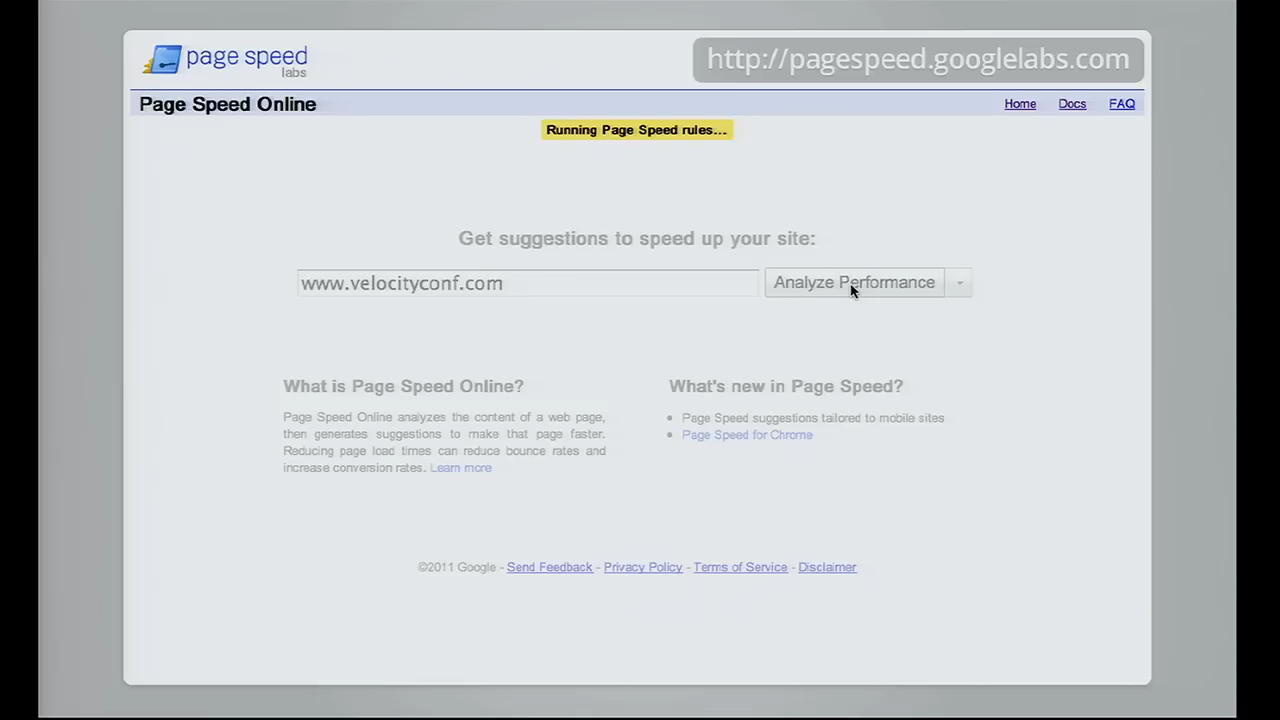 page speed
labs
http://pagespeed.googlelabs.com
Page Speed Online
Home Docs FAQ
Running Page Speed rules...
Get suggestions to speed up your site:
www.velocityconf.com
Analyze Performance
What is Page Speed Online?
Page Speed Online analyzes the content of a web page,
then generates suggestions to make that page faster.
Reducing page load times can reduce bounce rates and
increase conversion rates. Learn more
What's new in Page Speed?
Page Speed suggestions tailored to mobile sites
Page Speed for Chrome
©2011 Google - Send Feedback - Privacy Policy - Terms of Service - Disclaimer